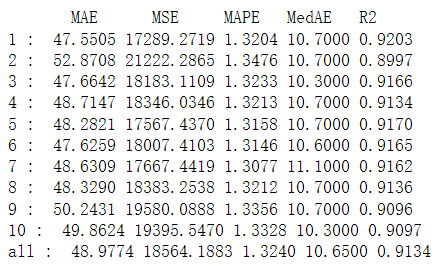 MAE MSE MAPE MedAE R2
1 : 47.5505 17289.2719 1.3204 10.7000 0.9203
2 : 52.8708 21222.2865 1.3476 10.7000 0.8997
3 : 47.6642 18183.1109 1.3233 10.3000 0.9166
4 : 48.7147 18346.0346 1.3213 10.7000 0.9134
5 : 48.2821 17567.4370 1.3158 10.7000 0.9170
6 : 47.6259 18007.4103 1.3146 10.6000 0.9165
7 : 48.6309 17667.4419 1.3077 11.1000 0.9162
8 : 48.3290 18383.2538 1.3212 10.7000 0.9136
9 : 50.2431 19580.0888 1.3356 10.7000 0.9096
10 : 49.8624 19395.5470 1.3328 10.3000 0.9097
all : 48.9774 18564.1883 1.3240 10.6500 0.9134